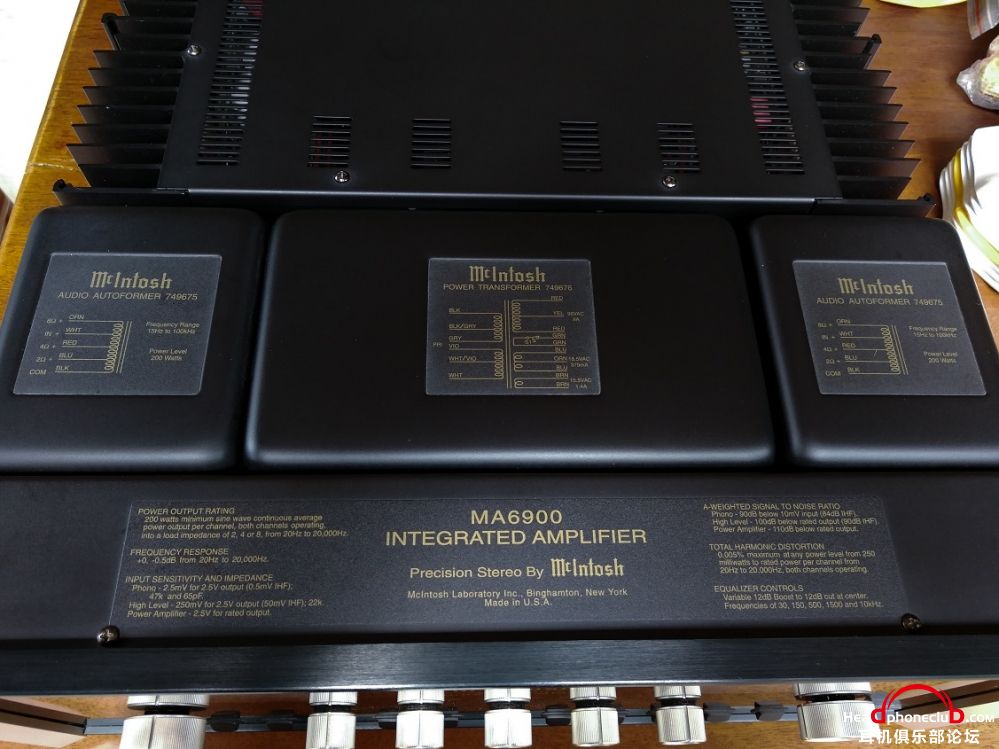 McIntosh
AUDIO AUTOFORMER 749675
8Ω + GRN
IN + WHT
4Ω + RED
2Ω + BLU
COM BLK
Frequency Range
15Hz to 100kHz
Power Level
200 Watts
McIntosh
POWER TRANSFORMER 749676
BLK
BLK/GRY
GRY
PRI VIO
WHT/VIO
WHT
RED
YEL
RED
GRN
GRN
BLU
GRN
BLU
BRN
BRN
McIntosh
AUDIO AUTOFORMER 749675
8Ω + GRN
IN + WHT
4Ω + RED
2Ω + BLU
COM BLK
Frequency Range
15Hz to 100kHz
Power Level
200 Watts
POWER OUTPUT RATING
200 watts minimum sine wave continuous average
power output per channel, both channels operating,
into a load impedance of 2, 4 or 8, from 20Hz to 20,000Hz.
FREQUENCY RESPONSE
+0, -0.5dB from 20Hz to 20,000Hz.
INPUT SENSITIVITY AND IMPEDANCE
Phono - 2.5mV for 2.5V output (0.5mV IHF);
47k and 65pF.
High Level - 250mV for 2.5V output (50mV IHF); 22k
Power Amplifier - 2.5V for rated output.
MA6900
INTEGRATED AMPLIFIER
Precision Stereo By McIntosh
McIntosh Laboratory Inc., Binghamton, New York
Made in U.S.A.
A-WEIGHTED SIGNAL TO NOISE RATIO
Phono - 90dB below 10mV input (84dB IHF).
High Level - 100dB below rated output (90dB IHF).
Power Amplifier - 110dB below rated output.
TOTAL HARMONIC DISTORTION
0.005% maximum at any power level from 250
milliwatts to rated power per channel from
20Hz to 20,000Hz, both channels operating.
EQUALIZER CONTROLS
Variable 12dB Boost to 12dB cut at center.
Frequencies of 30, 150, 500, 1500 and 10kHz.
Headphoneclub.com
耳机俱乐部论坛